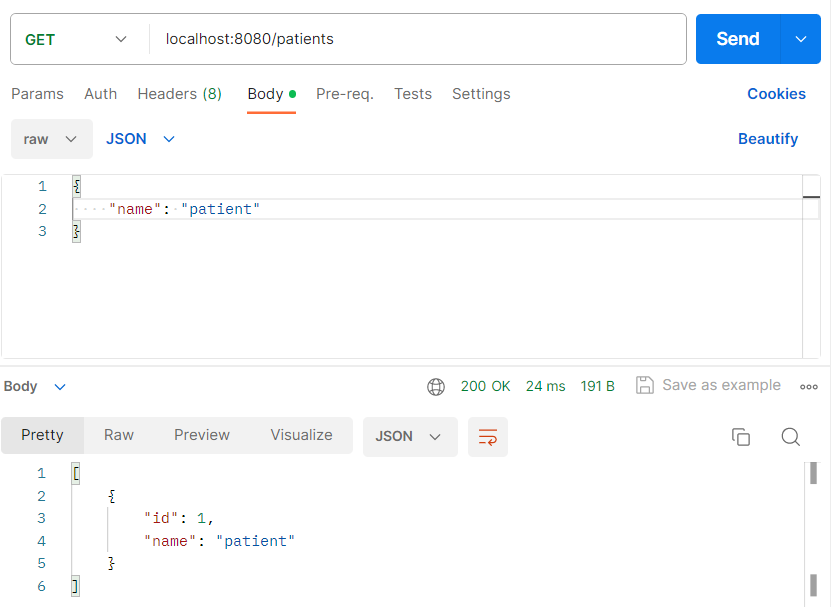 GET localhost:8080/patients Send
Params Auth Headers (8) Body Pre-req. Tests Settings Cookies
raw JSON Beautify
1 {
2 "name": "patient"
3 }
Body 200 OK 24 ms 191 B Save as example
Pretty Raw Preview Visualize JSON
1 [
2 {
3 "id": 1,
4 "name": "patient"
5 }
6 ]